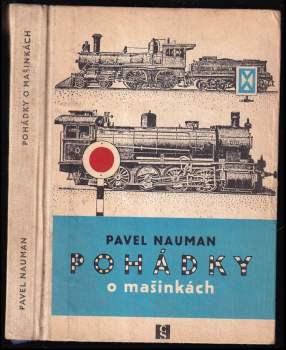 POHÁDKY O MAŠINKÁCH
PAVEL NAUMAN
PAVEL NAUMAN
POHÁDKY
o mašinkách